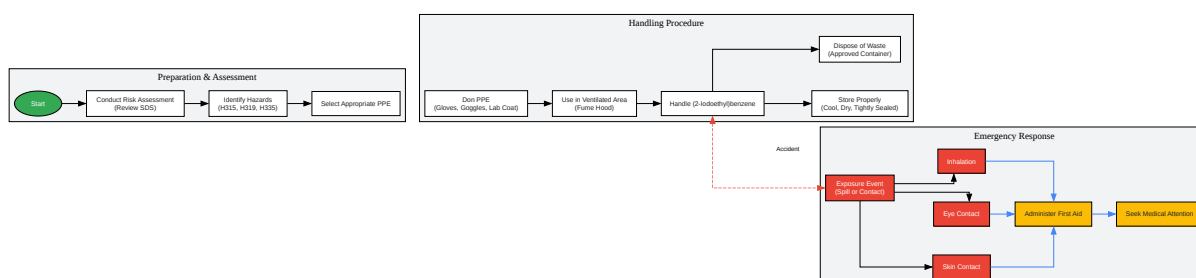 Preparation & Assessment
Start
Conduct Risk Assessment
(Review SDS)
Identify Hazards
(H315, H319, H335)
Select Appropriate PPE
Handling Procedure
Don PPE
(Gloves, Goggles, Lab Coat)
Use in Ventilated Area
(Fume Hood)
Handle (2-iodoethyl)benzene
Dispose of Waste
(Approved Container)
Store Properly
(Cool, Dry, Tightly Sealed)
Accident
Emergency Response
Exposure Event
(Spill or Contact)
Inhalation
Eye Contact
Skin Contact
Administer First Aid
Seek Medical Attention